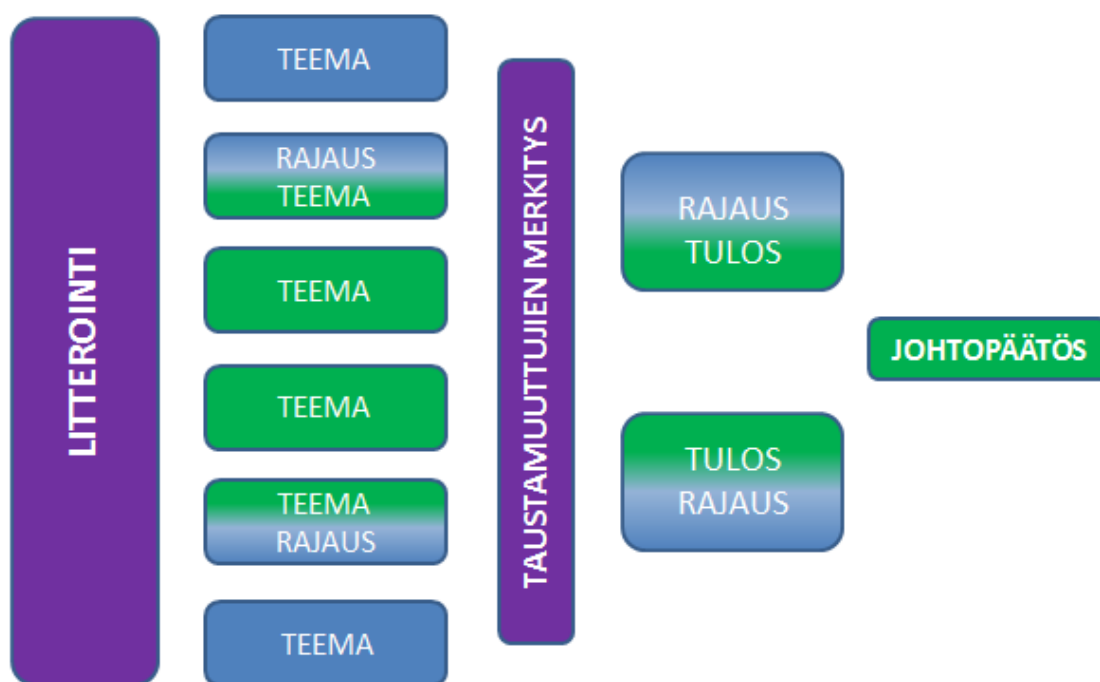 LITTEROINTI
TEEMA
RAJAUS
TEEMA
TEEMA
TEEMA
TEEMA
RAJAUS
TEEMA
TAUSTAMUUTTUJIEN MERKITYS
RAJAUS
TULOS
TULOS
RAJAUS
JOHTOPÄÄTÖS